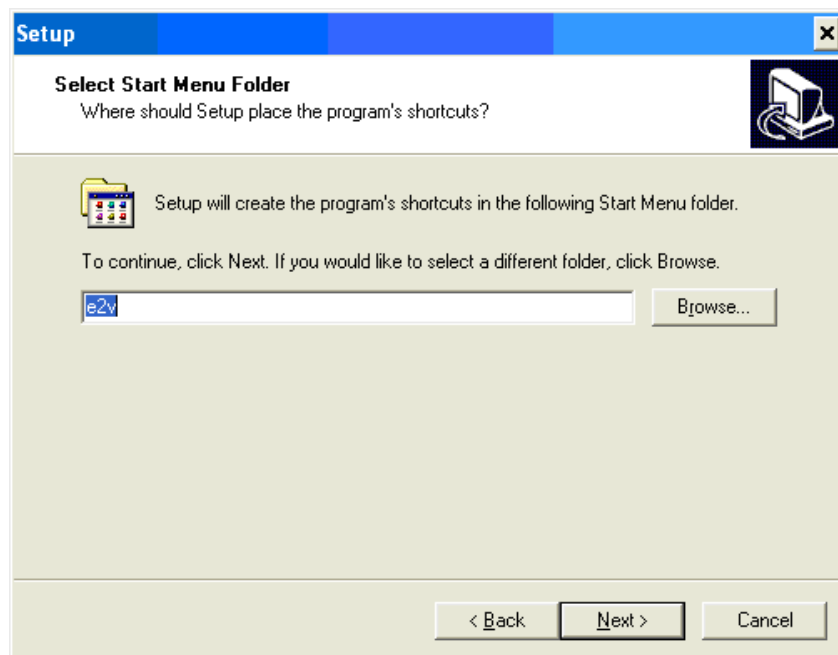 Setup
Select Start Menu Folder
Where should Setup place the program's shortcuts?
Setup will create the program's shortcuts in the following Start Menu folder.
To continue, click Next. If you would like to select a different folder, click Browse.
e2v
Browse...
< Back
Next >
Cancel